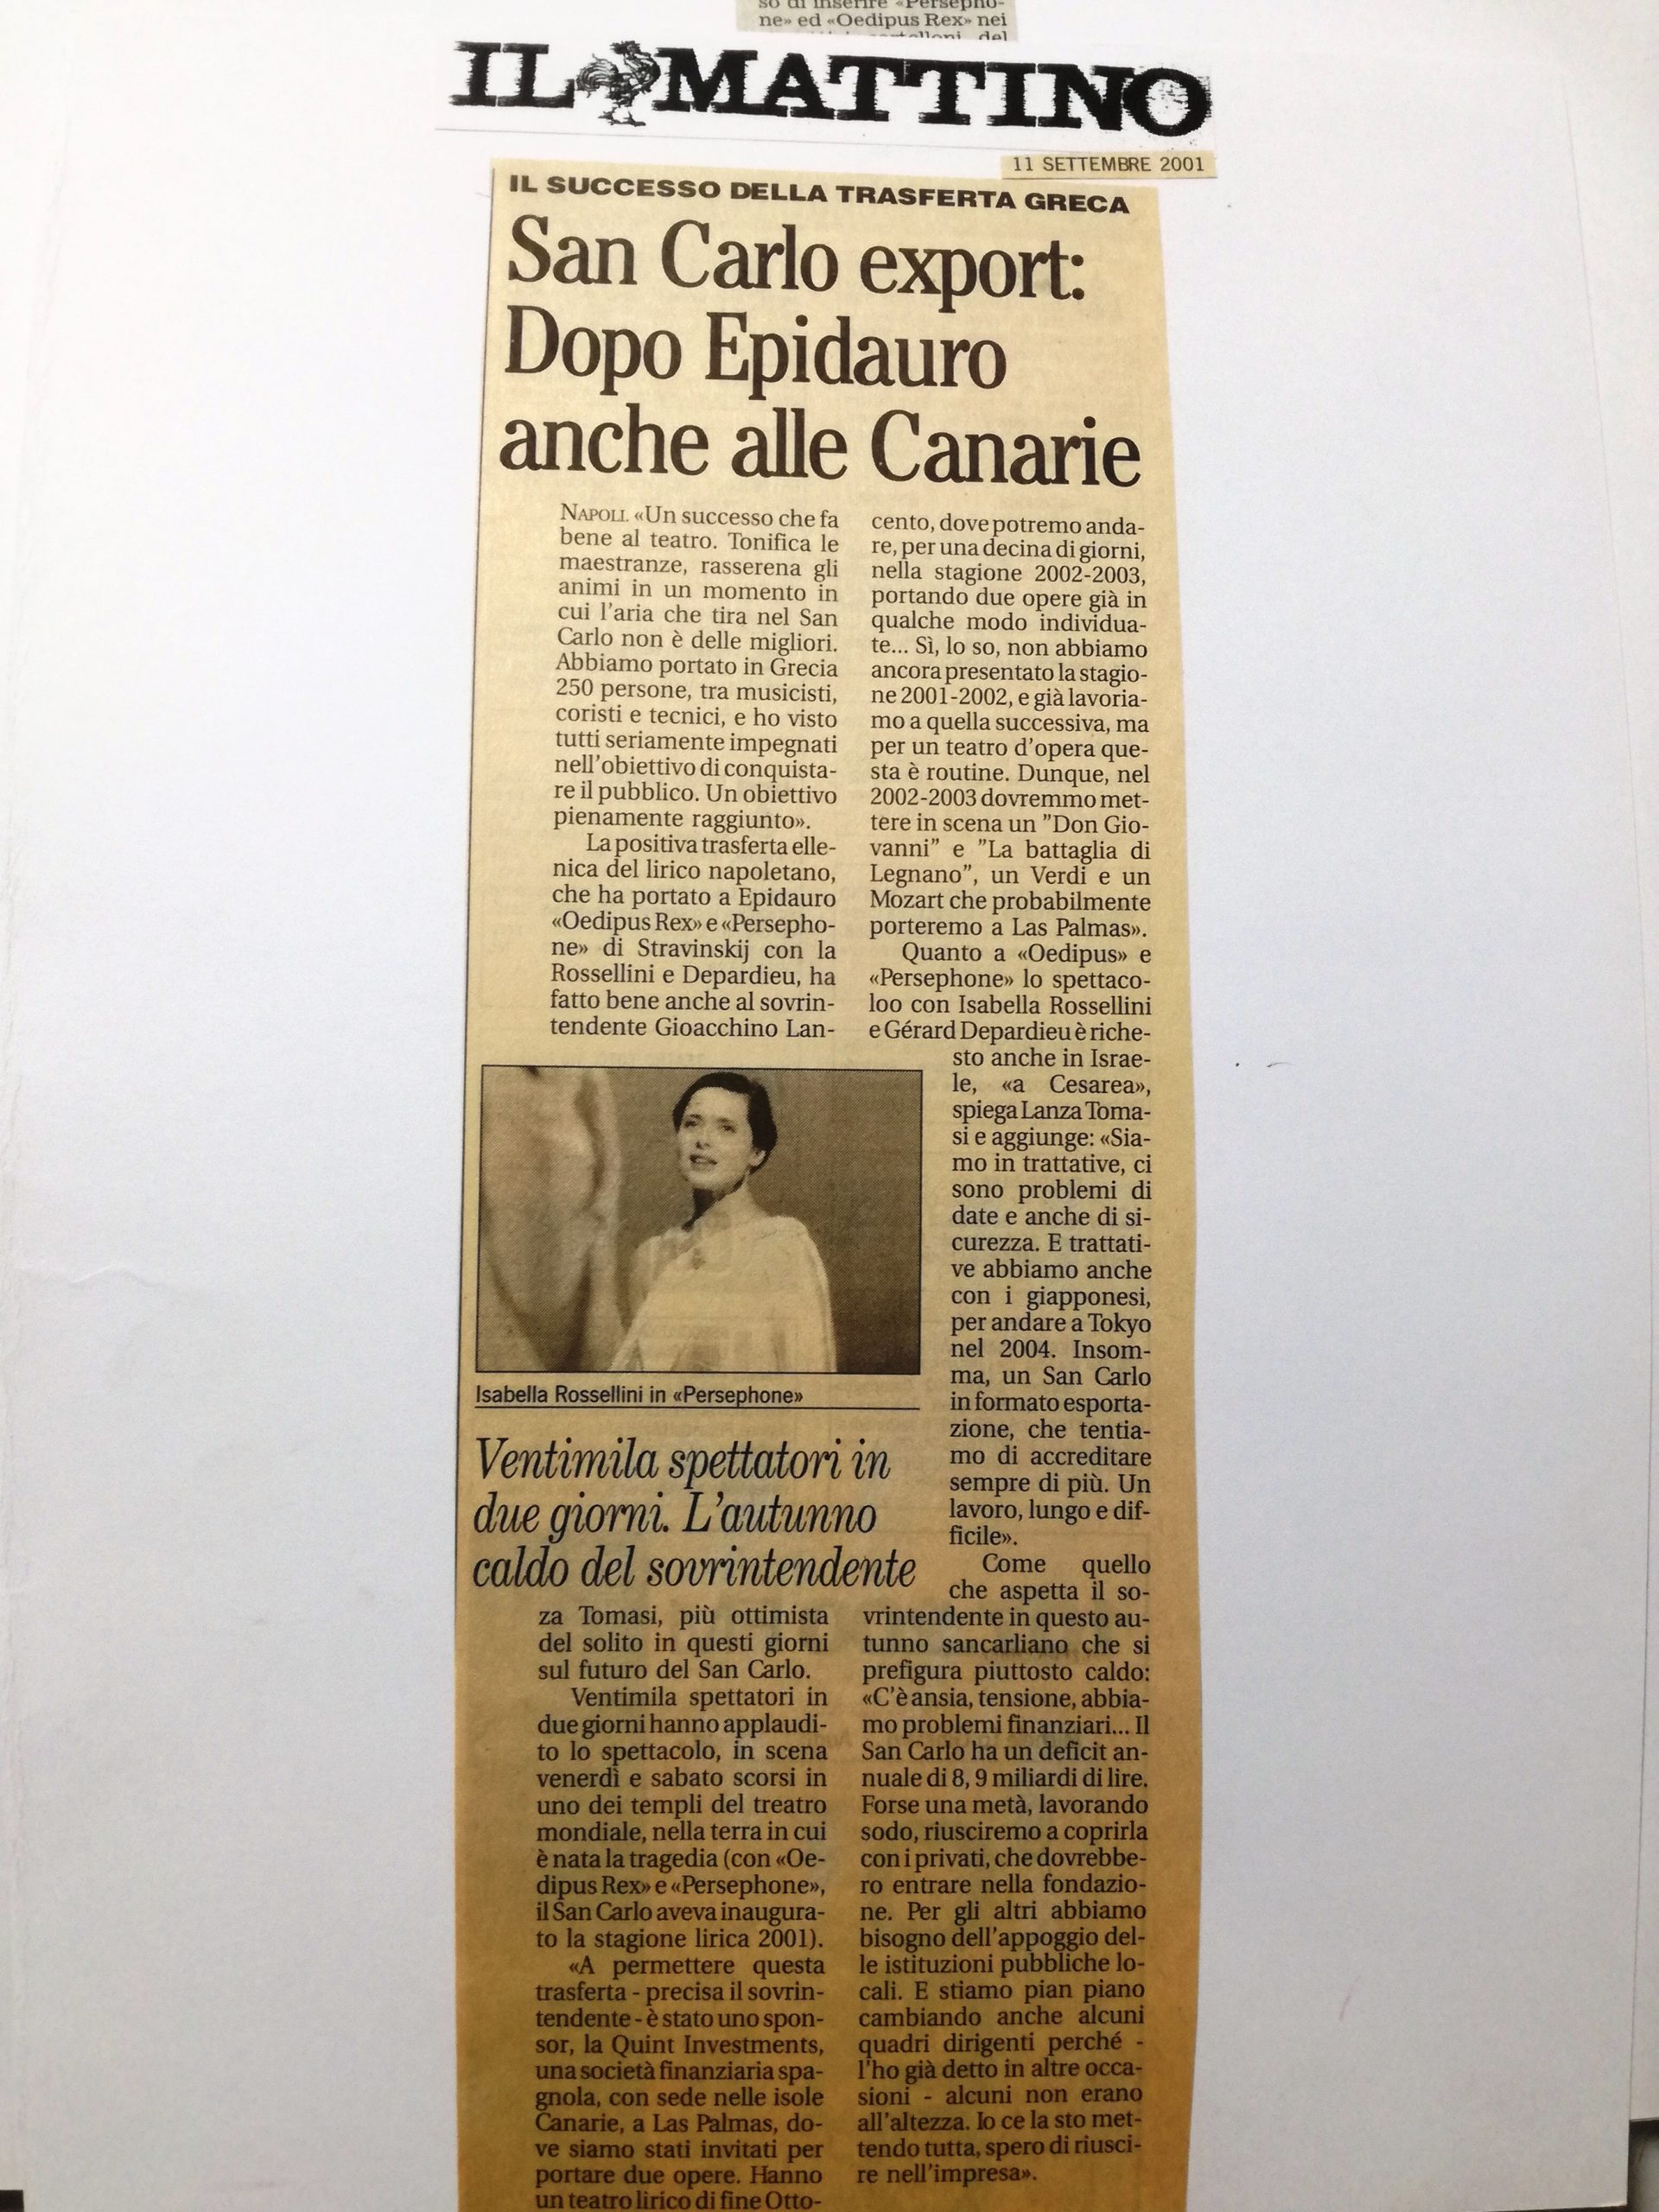 so di inserire «Persepho-
ne» ed «Oedipus Rex» nei
del
IL MATTINO
11 SETTEMBRE 2001
IL SUCCESSO DELLA TRASFERTA GRECA
San Carlo export:
Dopo Epidauro
anche alle Canarie
NAPOLI. «Un successo che fa
bene al teatro. Tonifica le
maestranze, rasserena gli
animi in un momento in
cui l'aria che tira nel San
Carlo non è delle migliori.
Abbiamo portato in Grecia
250 persone, tra musicisti,
coristi e tecnici, e ho visto
tutti seriamente impegnati
nell'obiettivo di conquista-
re il pubblico. Un obiettivo
pienamente raggiunto».
La positiva trasferta elle-
nica del lirico napoletano,
che ha portato a Epidauro
«Oedipus Rex» e «Persepho-
ne» di Stravinskij con la
Rossellini e Depardieu, ha
fatto bene anche al sovrin-
tendente Gioacchino Lan-
Isabella Rossellini in «Persephone»
Ventimila spettatori in
due giorni. L'autunno
caldo del sovrintendente
za Tomasi, più ottimista
del solito in questi giorni
sul futuro del San Carlo.
Ventimila spettatori in
due giorni hanno applaudi-
to lo spettacolo, in scena
venerdì e sabato scorsi in
uno dei templi del treatro
mondiale, nella terra in cui
è nata la tragedia (con «Oe-
dipus Rex» e «Persephone»,
il San Carlo aveva inaugura-
to la stagione lirica 2001).
«A permettere questa
trasferta - precisa il sovrin-
tendente - è stato uno spon-
sor, la Quint Investments,
una società finanziaria spa-
gnola, con sede nelle isole
Canarie, a Las Palmas, do-
ve siamo stati invitati per
portare due opere. Hanno
un teatro lirico di fine Otto-
cento, dove potremo anda-
re, per una decina di giorni,
nella stagione 2002-2003,
portando due opere già in
qualche modo individua-
te... Sì, lo so, non abbiamo
ancora presentato la stagio-
ne 2001-2002, e già lavoria-
mo a quella successiva, ma
per un teatro d'opera que-
sta è routine. Dunque, nel
2002-2003 dovremmo met-
tere in scena un "Don Gio-
vanni" e "La battaglia di
Legnano", un Verdi e un
Mozart che probabilmente
porteremo a Las Palmas».
Quanto a «Oedipus» e
«Persephone» lo spettaco-
loo con Isabella Rossellini
e Gérard Depardieu è riche-
sto anche in Israe-
le, «a Cesarea»,
spiega Lanza Toma-
si e aggiunge: «Sia-
mo in trattative, ci
sono problemi di
date e anche di si-
curezza. E trattati-
ve abbiamo anche
con i giapponesi,
per andare a Tokyo
nel 2004. Insom-
ma, un San Carlo
in formato esporta-
zione, che tentia-
mo di accreditare
sempre di più. Un
lavoro, lungo e dif-
ficile».
Come quello
che aspetta il so-
vrintendente in questo au-
tunno sancarliano che si
prefigura piuttosto caldo:
«C'è ansia, tensione, abbia-
mo problemi finanziari... Il
San Carlo ha un deficit an-
nuale di 8, 9 miliardi di lire.
Forse una metà, lavorando
sodo, riusciremo a coprirla
con i privati, che dovrebbe-
ro entrare nella fondazio-
ne. Per gli altri abbiamo
bisogno dell'appoggio del-
le istituzioni pubbliche lo-
cali. E stiamo pian piano
cambiando anche alcuni
quadri dirigenti perché -
l'ho già detto in altre occa-
sioni - alcuni non erano
all'altezza. Io ce la sto met-
tendo tutta, spero di riusci-
re nell'impresa».